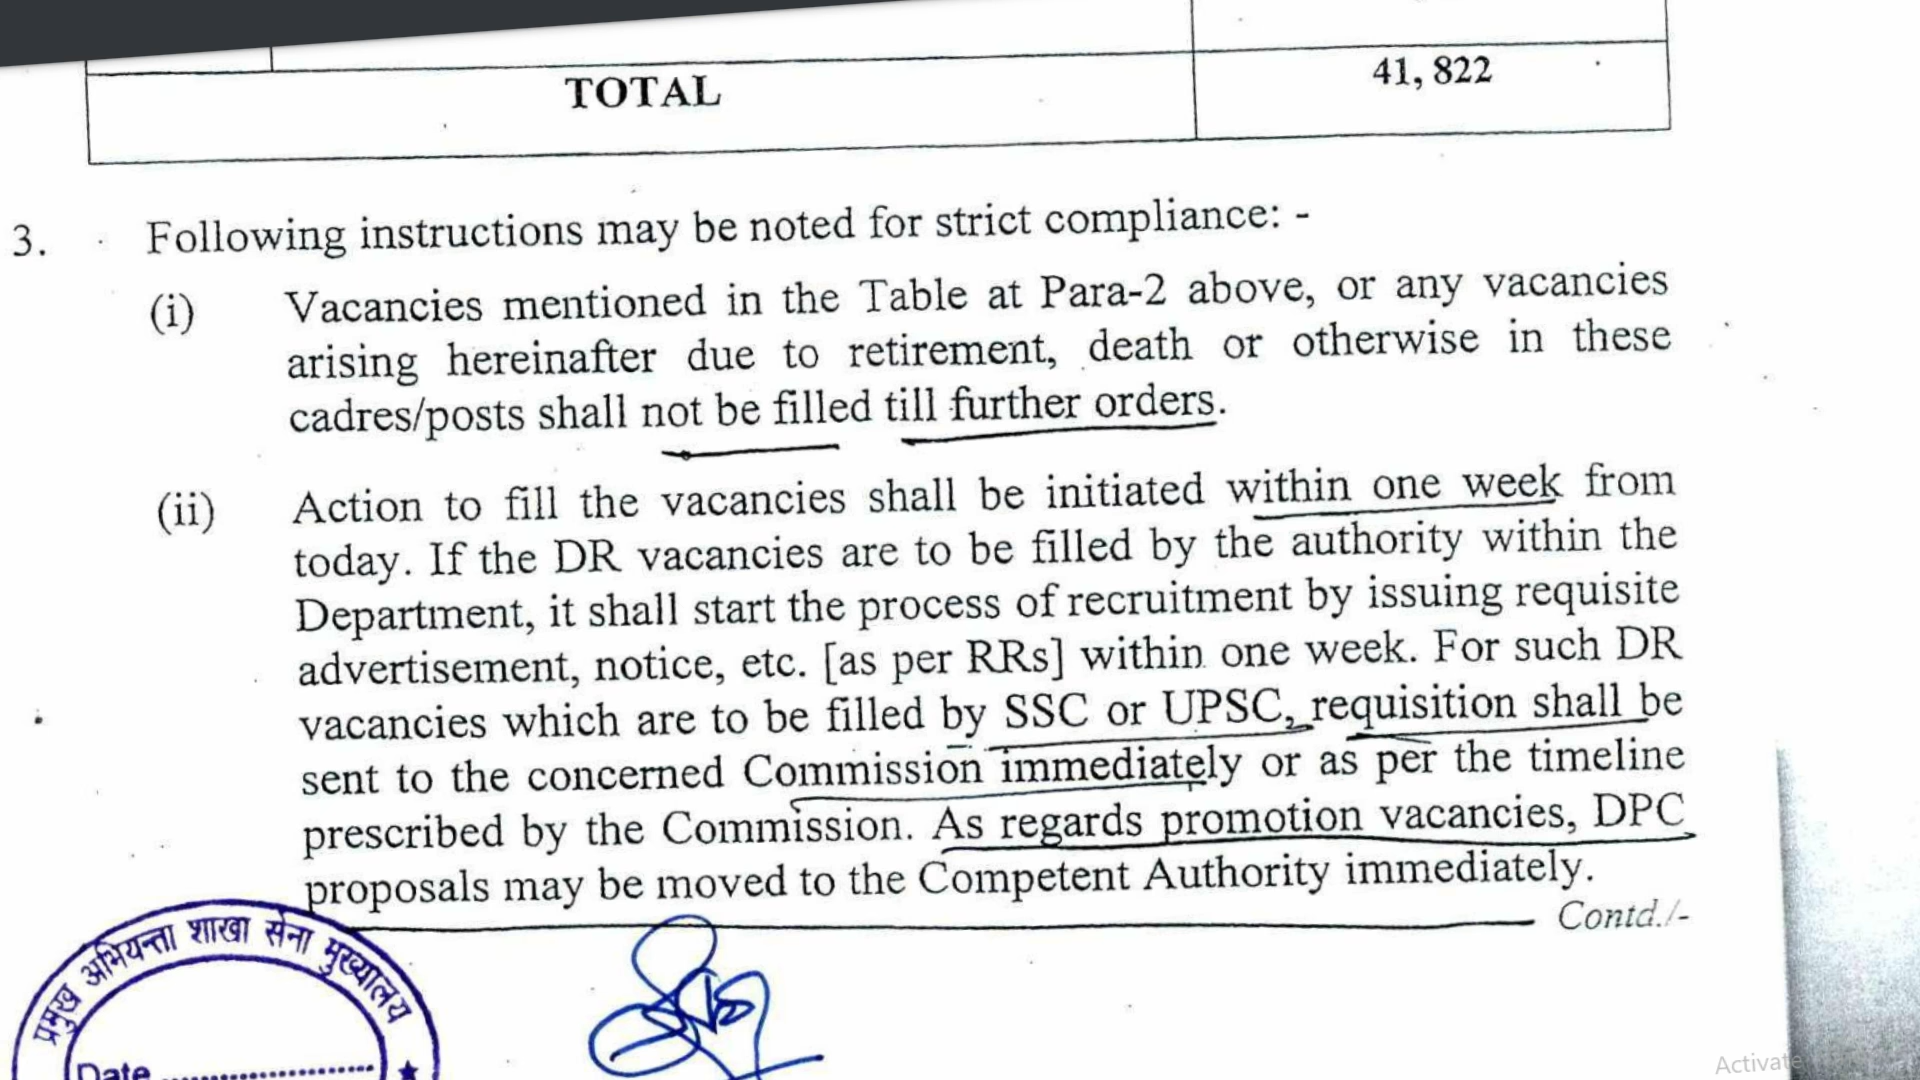 TOTAL 41, 822
3. Following instructions may be noted for strict compliance: -
(i) Vacancies mentioned in the Table at Para-2 above, or any vacancies
arising hereinafter due to retirement, death or otherwise in these
cadres/posts shall not be filled till further orders.
(ii) Action to fill the vacancies shall be initiated within one week from
today. If the DR vacancies are to be filled by the authority within the
Department, it shall start the process of recruitment by issuing requisite
advertisement, notice, etc. [as per RRs] within one week. For such DR
vacancies which are to be filled by SSC or UPSC, requisition shall be
sent to the concerned Commission immediately or as per the timeline
prescribed by the Commission. As regards promotion vacancies, DPC
proposals may be moved to the Competent Authority immediately.
Contd./-
प्रमुख अभियन्ता शाखा सेना मुख्यालय
Date ....................
Activate